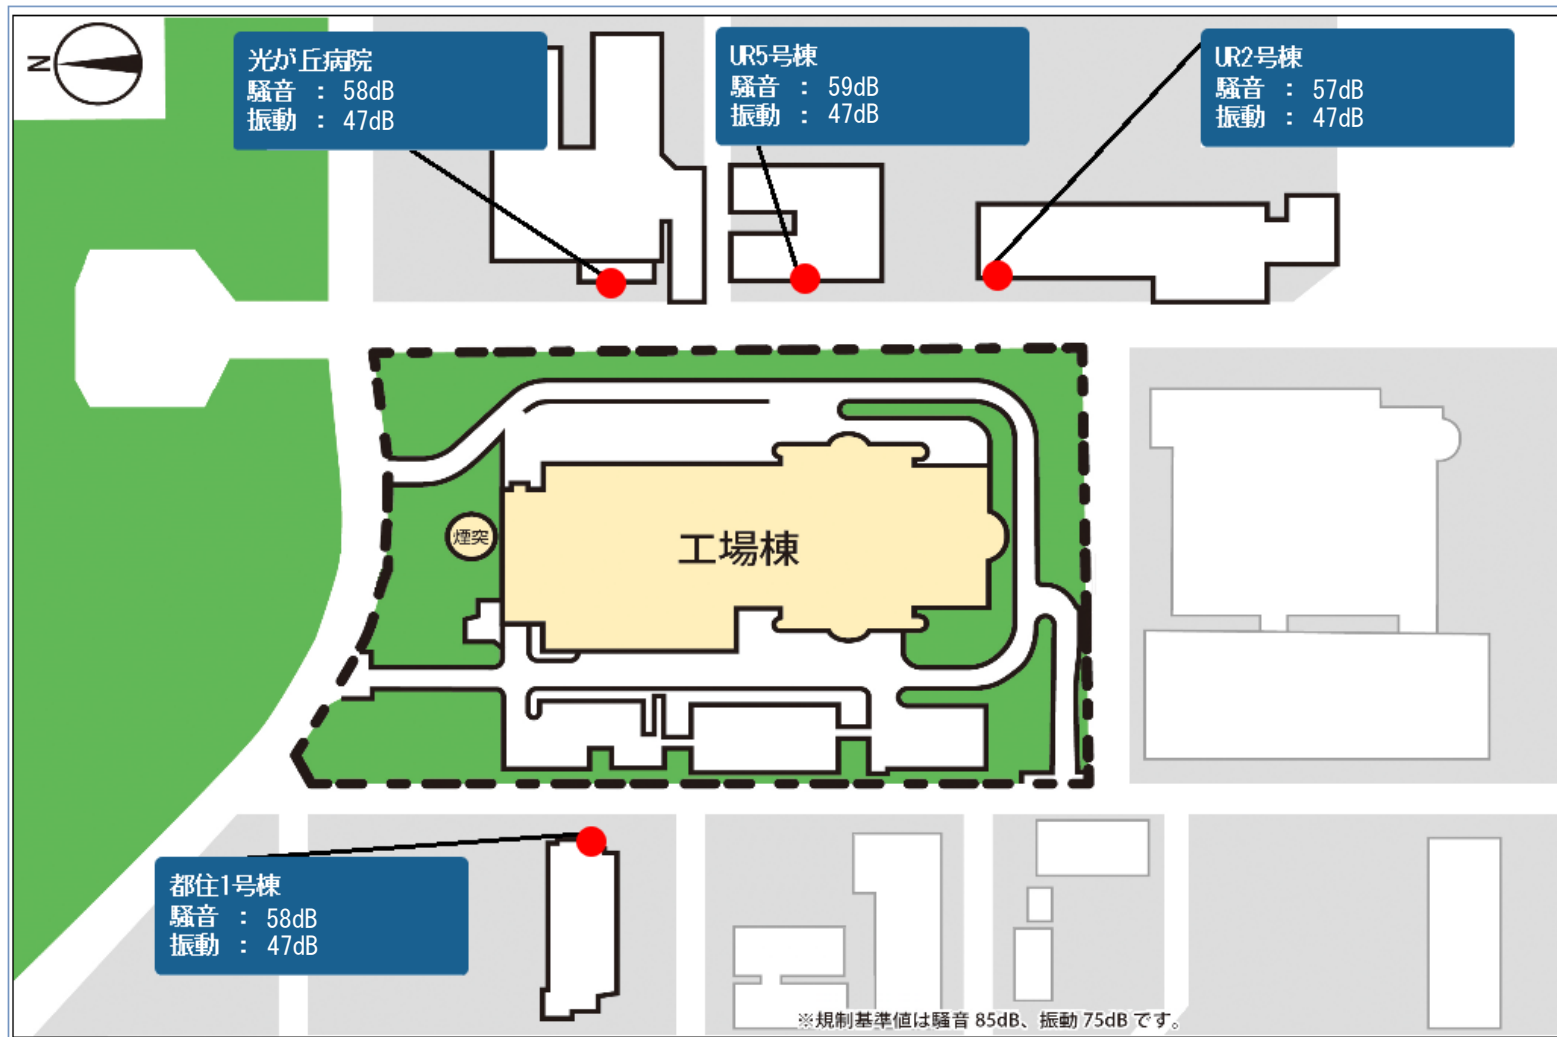 N
光が丘病院
騒音 : 58dB
振動 : 47dB
UR5号棟
騒音 : 59dB
振動 : 47dB
UR2号棟
騒音 : 57dB
振動 : 47dB
煙突
工場棟
都住1号棟
騒音 : 58dB
振動 : 47dB
※規制基準値は騒音 85dB、振動 75dB です。